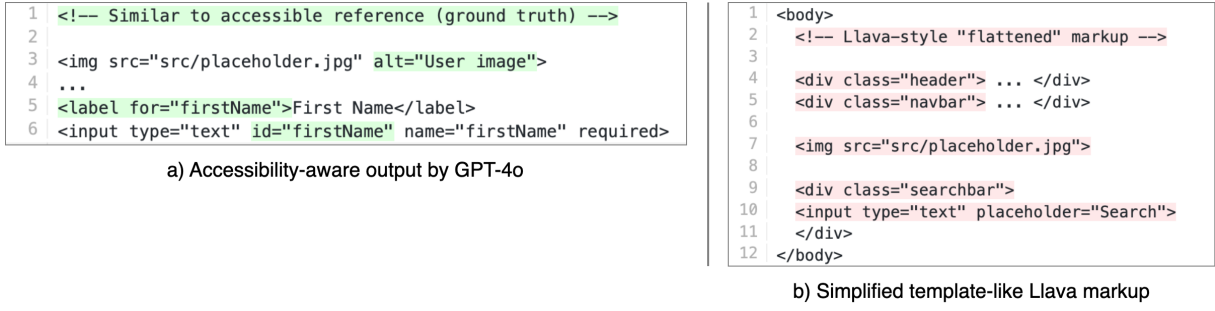 1 <!-- Similar to accessible reference (ground truth) -->
2
3 <img src="src/placeholder.jpg" alt="User image">
4 ...
5 <label for="firstName">First Name</label>
6 <input type="text" id="firstName" name="firstName" required>
a) Accessibility-aware output by GPT-4o
1 <body>
2 <!-- Llava-style "flattened" markup -->
3
4 <div class="header"> ... </div>
5 <div class="navbar"> ... </div>
6
7 <img src="src/placeholder.jpg">
8
9 <div class="searchbar">
10 <input type="text" placeholder="Search">
11 </div>
12 </body>
b) Simplified template-like Llava markup